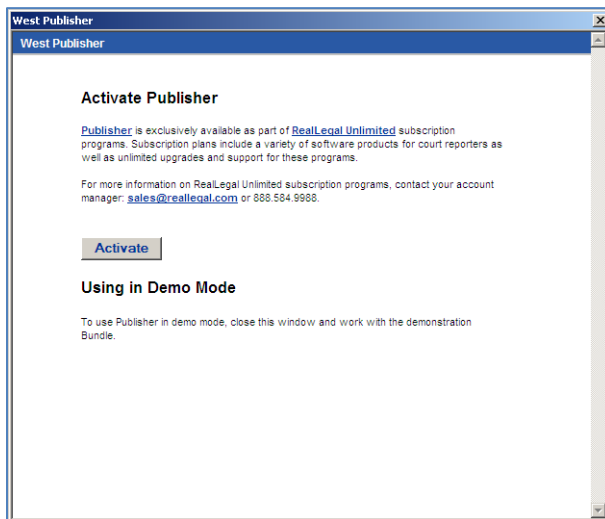 West Publisher
West Publisher
Activate Publisher
Publisher is exclusively available as part of RealLegal Unlimited subscription
programs. Subscription plans include a variety of software products for court reporters as
well as unlimited upgrades and support for these programs.
For more information on RealLegal Unlimited subscription programs, contact your account
manager: sales@reallegal.com or 888.584.9988.
Activate
Using in Demo Mode
To use Publisher in demo mode, close this window and work with the demonstration
Bundle.